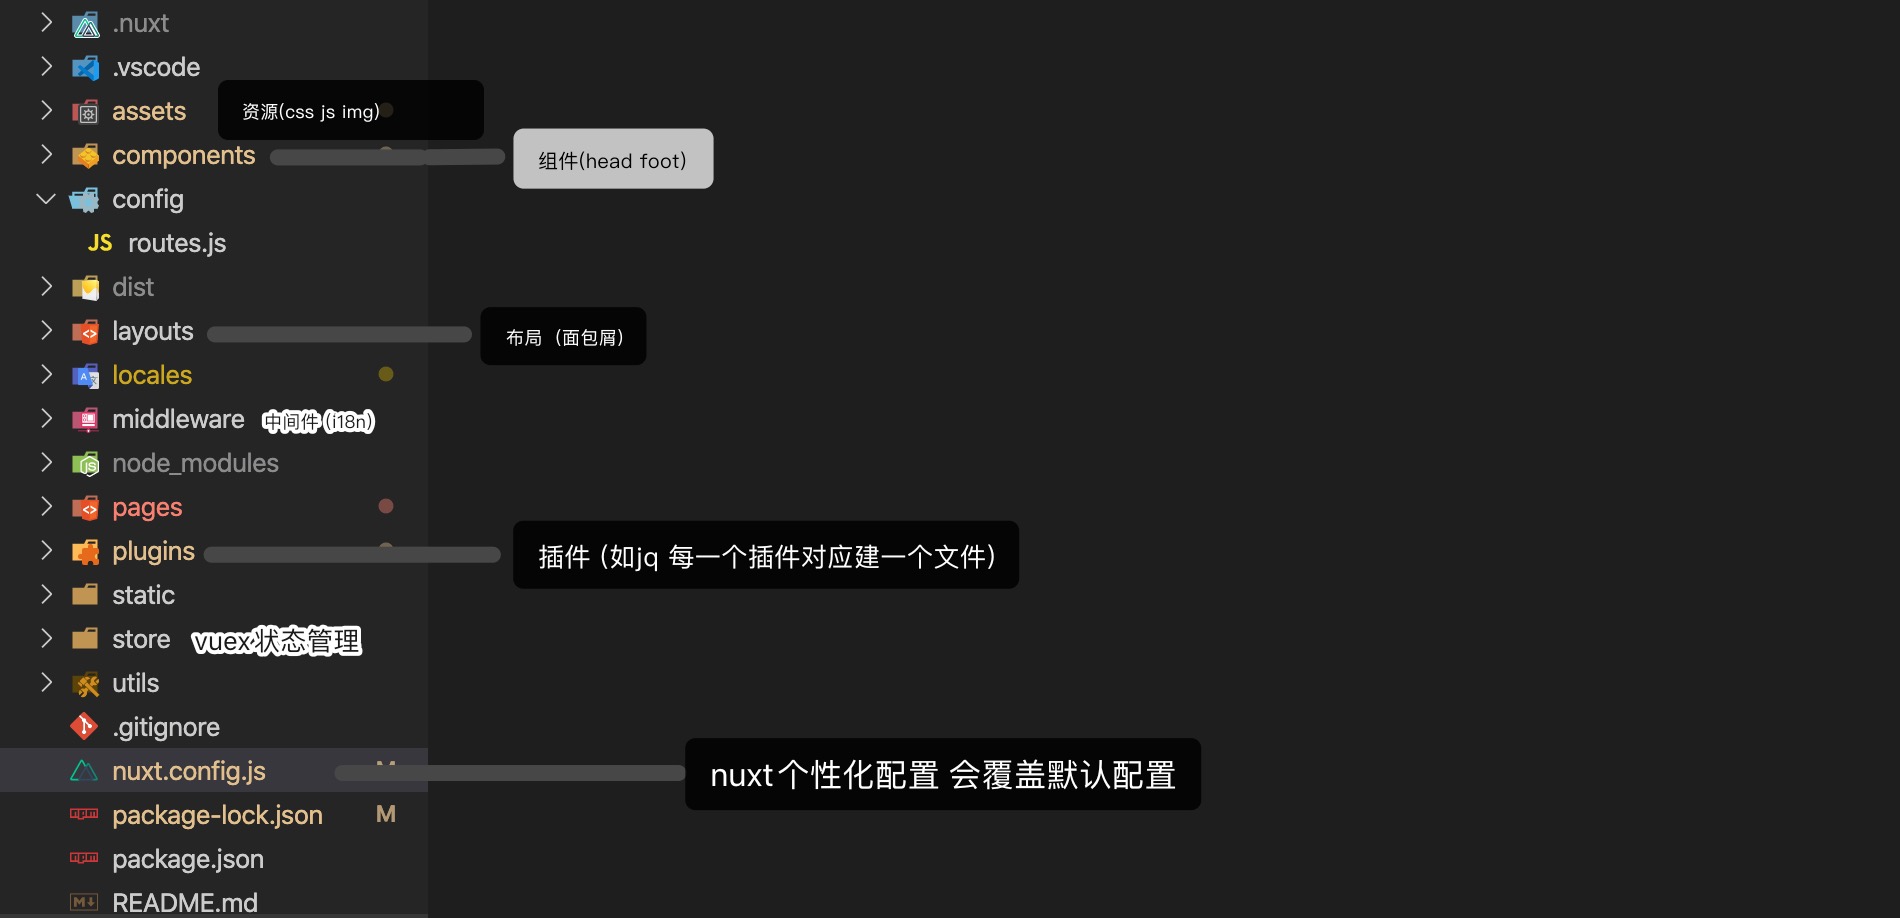 .nuxt
.vscode
assets 资源(css js img)
components 组件(head foot)
config
JS routes.js
dist
layouts 布局（面包屑）
locales
middleware 中间件(i18n)
node_modules
pages
plugins 插件 (如jq 每一个插件对应建一个文件)
static
store vuex状态管理
utils
.gitignore
nuxt.config.js nuxt个性化配置 会覆盖默认配置
package-lock.json M
package.json
README.md